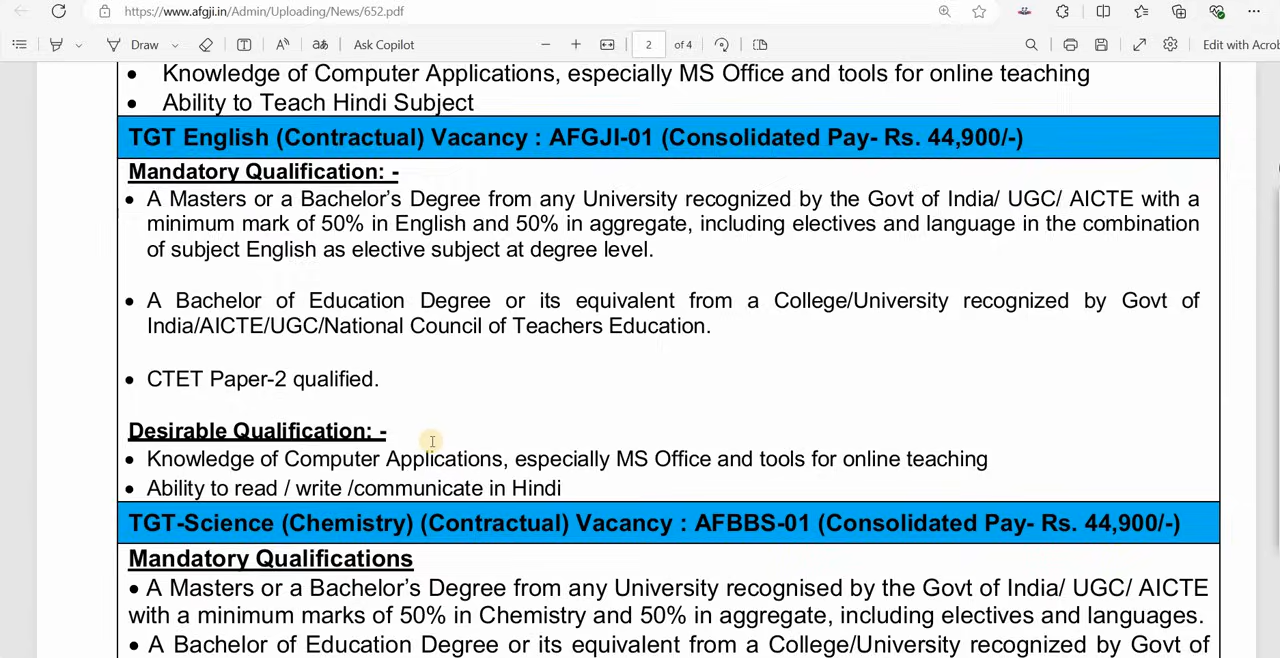 https://www.afgji.in/Admin/Uploading/News/652.pdf
Draw
Ask Copilot
2 of 4
Edit with Acrob
• Knowledge of Computer Applications, especially MS Office and tools for online teaching
• Ability to Teach Hindi Subject
TGT English (Contractual) Vacancy : AFGJI-01 (Consolidated Pay- Rs. 44,900/-)
Mandatory Qualification: -
• A Masters or a Bachelor's Degree from any University recognized by the Govt of India/ UGC/ AICTE with a
minimum mark of 50% in English and 50% in aggregate, including electives and language in the combination
of subject English as elective subject at degree level.
• A Bachelor of Education Degree or its equivalent from a College/University recognized by Govt of
India/AICTE/UGC/National Council of Teachers Education.
• CTET Paper-2 qualified.
Desirable Qualification: -
• Knowledge of Computer Applications, especially MS Office and tools for online teaching
• Ability to read / write /communicate in Hindi
TGT-Science (Chemistry) (Contractual) Vacancy : AFBBS-01 (Consolidated Pay- Rs. 44,900/-)
Mandatory Qualifications
• A Masters or a Bachelor's Degree from any University recognised by the Govt of India/ UGC/ AICTE
with a minimum marks of 50% in Chemistry and 50% in aggregate, including electives and languages.
• A Bachelor of Education Degree or its equivalent from a College/University recognized by Govt of